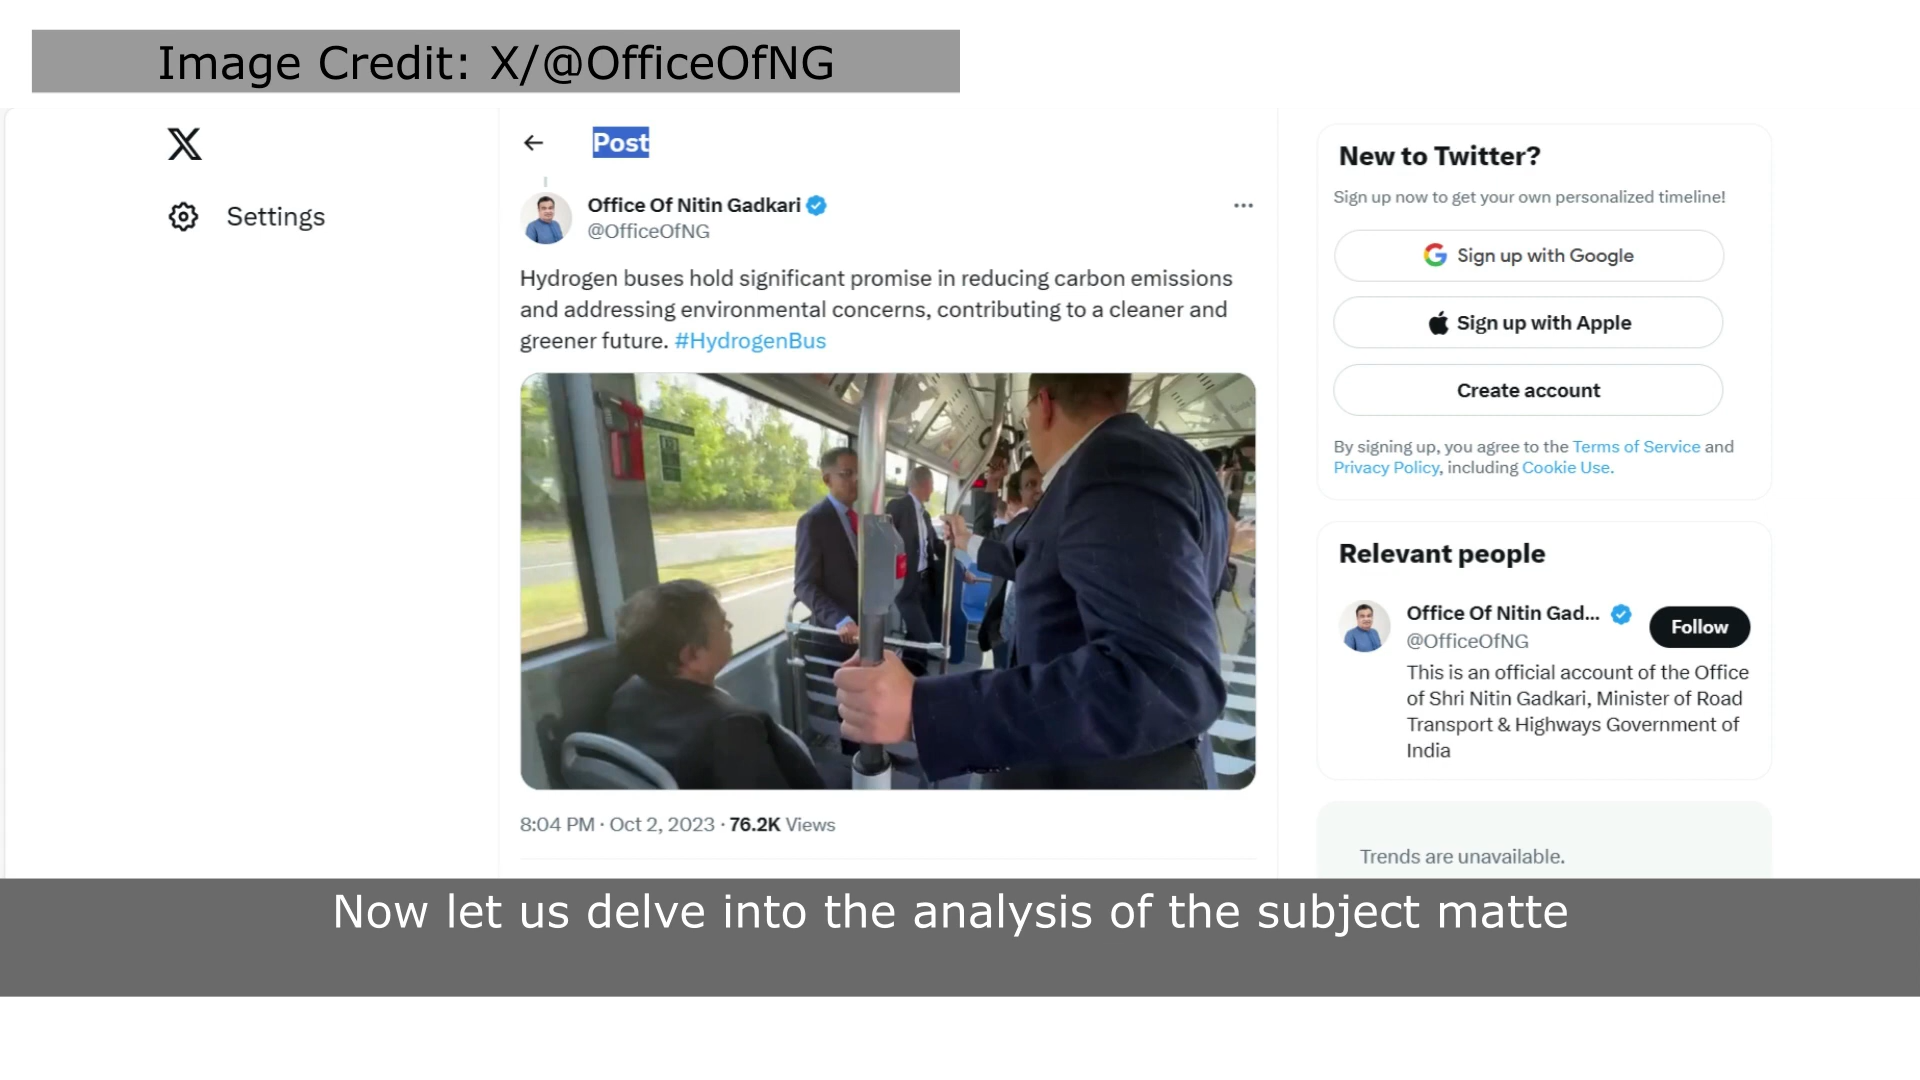 Image Credit: X/@OfficeOfNG
Settings
Post
Office Of Nitin Gadkari
@OfficeOfNG
Hydrogen buses hold significant promise in reducing carbon emissions
and addressing environmental concerns, contributing to a cleaner and
greener future. #HydrogenBus
8:04 PM · Oct 2, 2023 · 76.2K Views
New to Twitter?
Sign up now to get your own personalized timeline!
Sign up with Google
Sign up with Apple
Create account
By signing up, you agree to the Terms of Service and
Privacy Policy, including Cookie Use.
Relevant people
Office Of Nitin Gad...
@OfficeOfNG
Follow
This is an official account of the Office
of Shri Nitin Gadkari, Minister of Road
Transport & Highways Government of
India
Trends are unavailable.
Now let us delve into the analysis of the subject matte